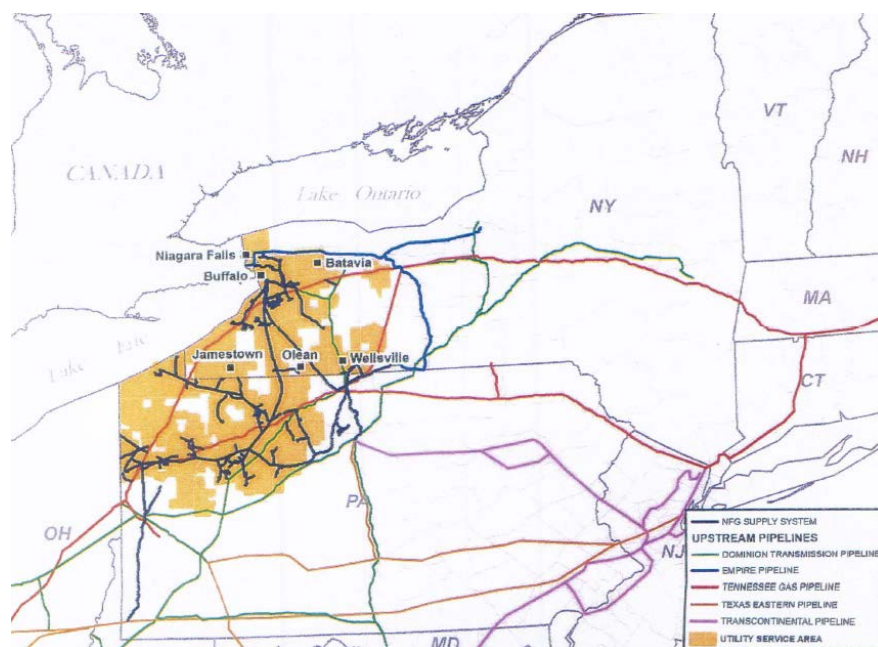 CANADA
VT
NH
Lake Ontario
NY
Niagara Falls
Batavia
Buffalo
MA
Lake Erie
Jamestown
Olean
Wellsville
CT
PA
OH
NJ
MD
NFG SUPPLY SYSTEM
UPSTREAM PIPELINES
DOMINION TRANSMISSION PIPELINE
EMPIRE PIPELINE
TENNESSEE GAS PIPELINE
TEXAS EASTERN PIPELINE
TRANSCONTINENTAL PIPELINE
UTILITY SERVICE AREA